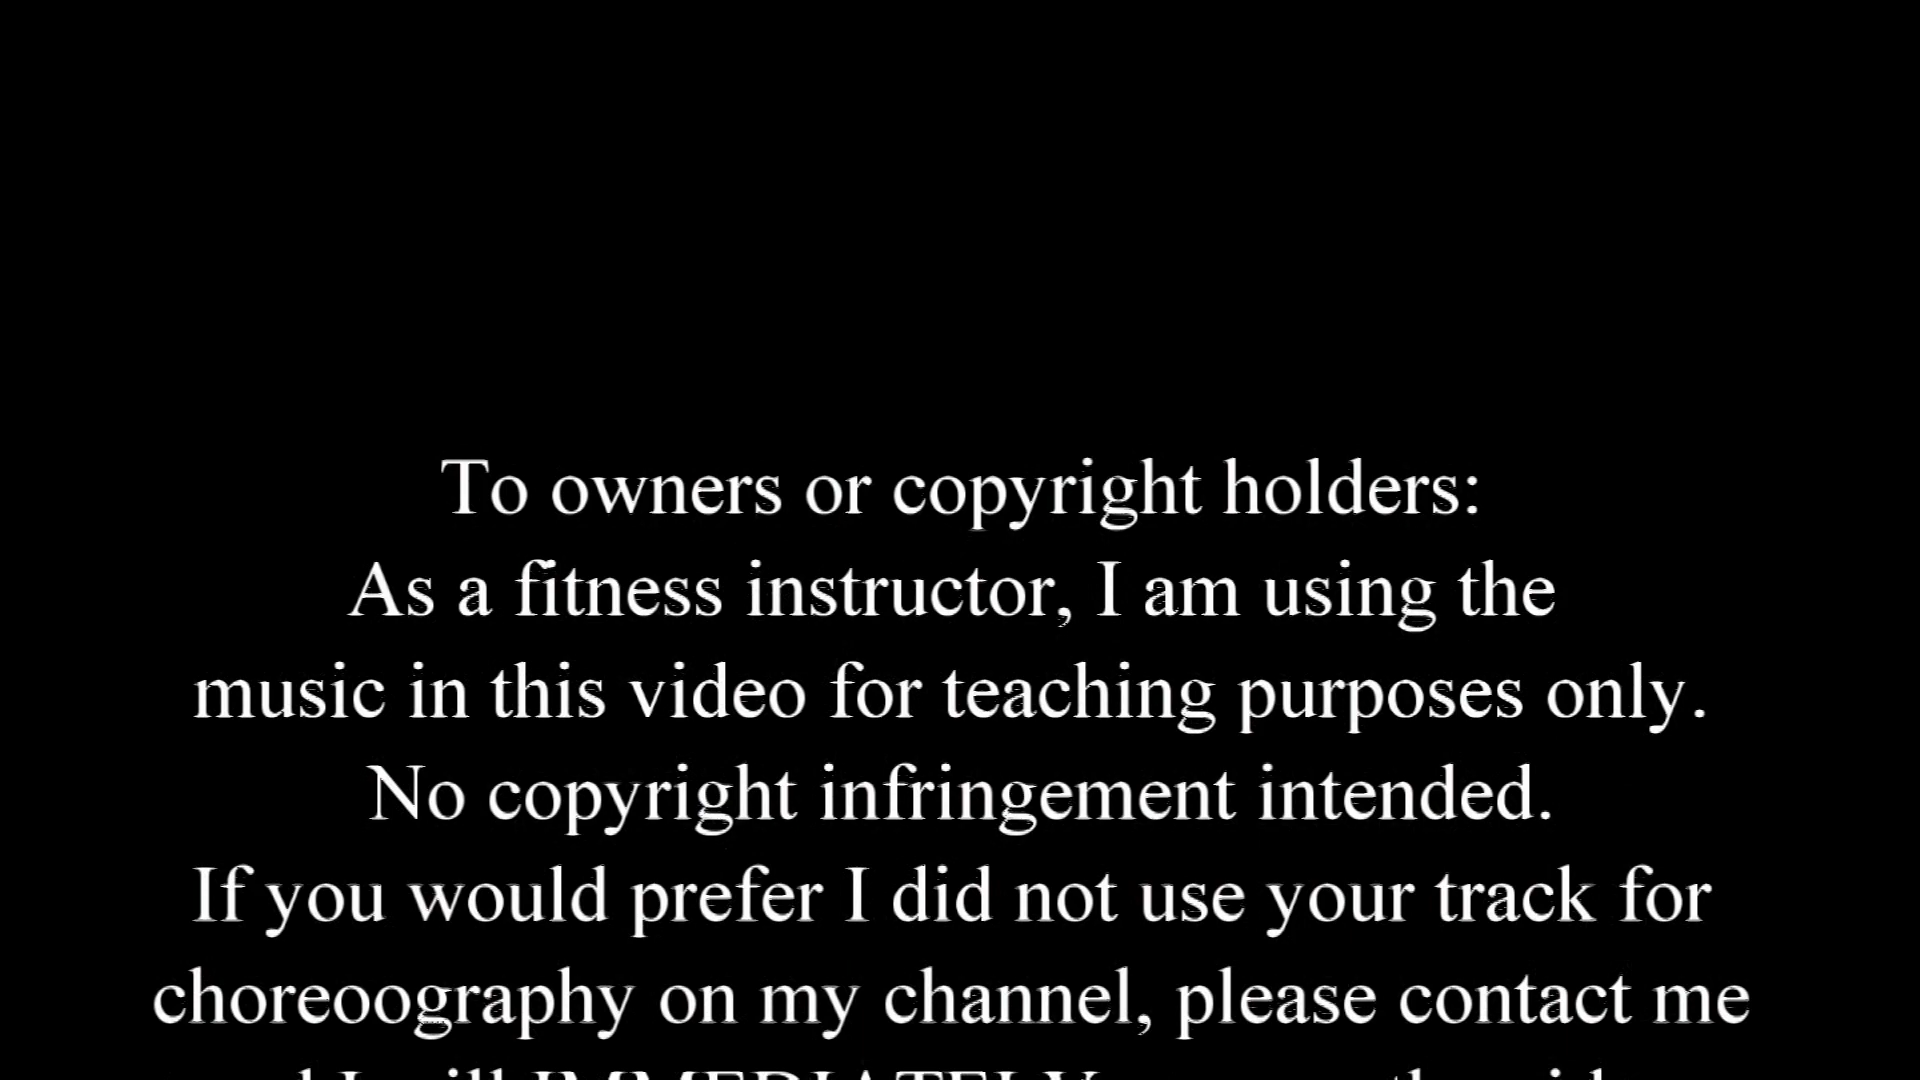 To owners or copyright holders:
As a fitness instructor, I am using the
music in this video for teaching purposes only.
No copyright infringement intended.
If you would prefer I did not use your track for
choreoography on my channel, please contact me
I will IMMEDIATELY